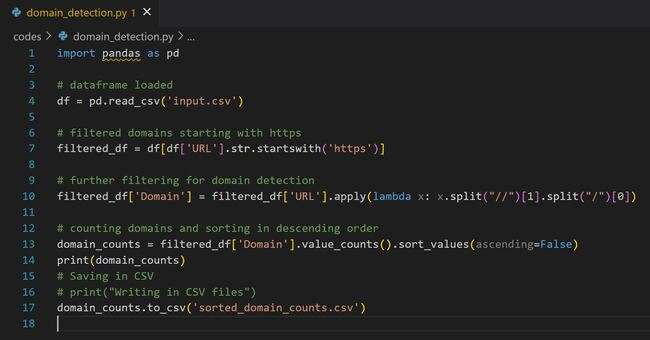 domain_detection.py 1 ×
codes > domain_detection.py > ...
1 import pandas as pd
2
3 # dataframe loaded
4 df = pd.read_csv('input.csv')
5
6 # filtered domains starting with https
7 filtered_df = df[df['URL'].str.startswith('https')]
8
9 # further filtering for domain detection
10 filtered_df['Domain'] = filtered_df['URL'].apply(lambda x: x.split("//")[1].split("/")[0])
11
12 # counting domains and sorting in descending order
13 domain_counts = filtered_df['Domain'].value_counts().sort_values(ascending=False)
14 print(domain_counts)
15 # Saving in CSV
16 # print("Writing in CSV files")
17 domain_counts.to_csv('sorted_domain_counts.csv')
18